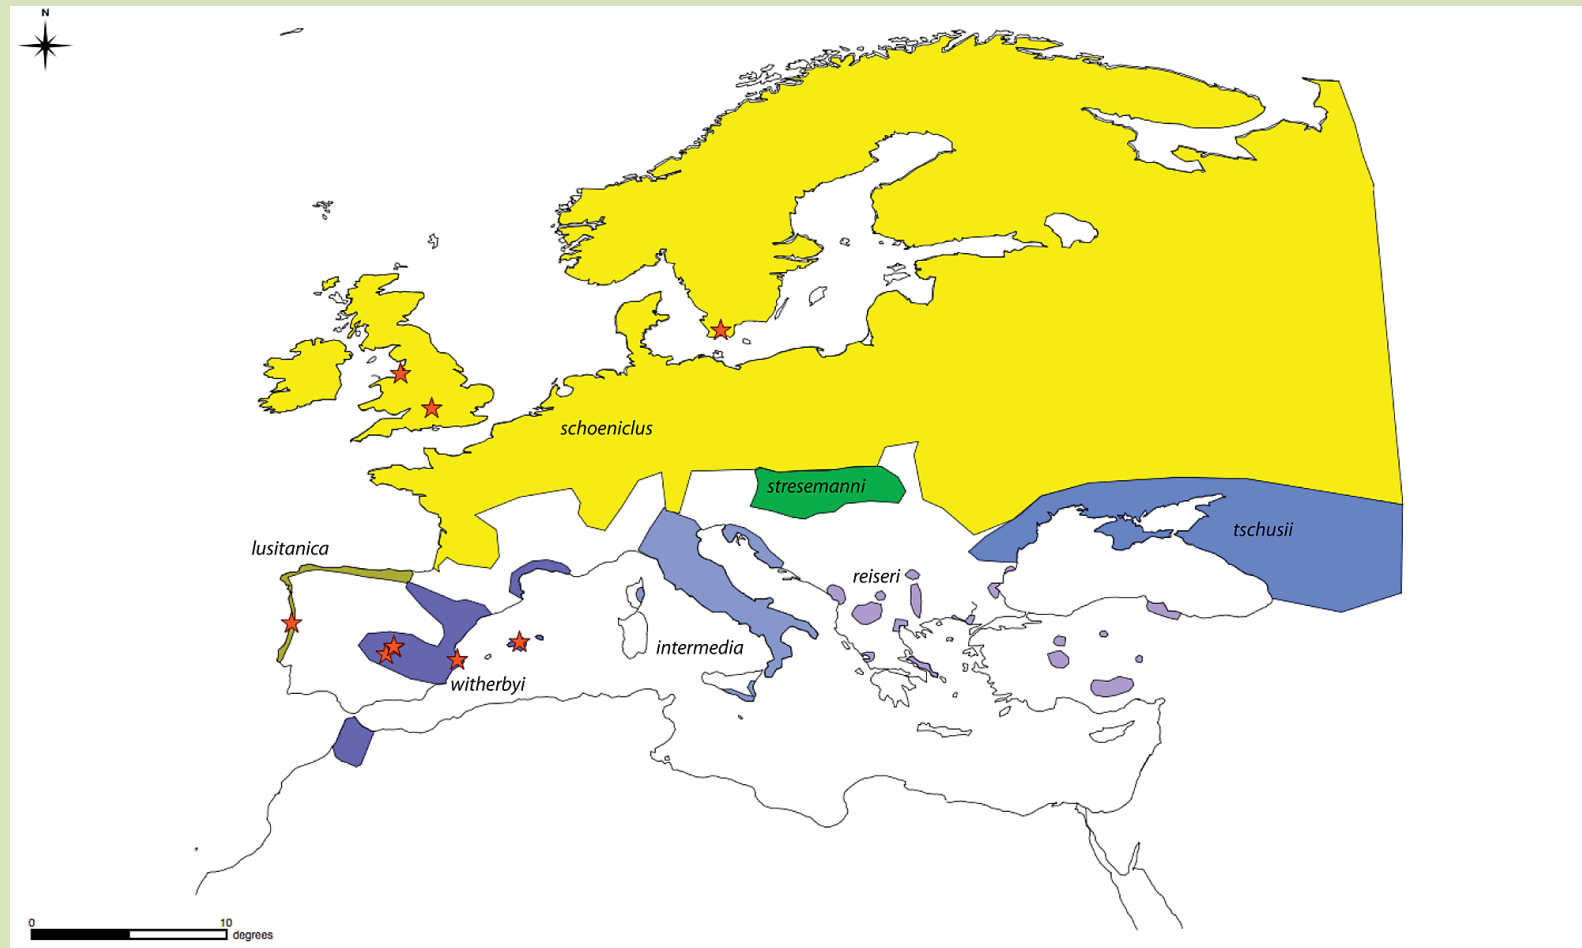 N
schoeniclus
stresemanni
tschusii
lusitanica
reiseri
intermedia
witherbyi
0 10
degrees